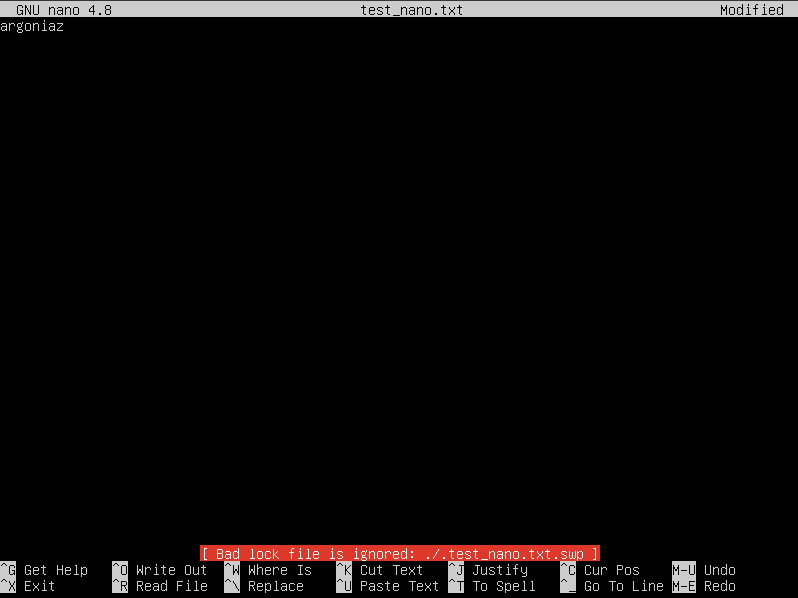 GNU nano 4.8 test_nano.txt Modified
argoniaz
[ Bad lock file is ignored: ./.test_nano.txt.swp ]
^G Get Help ^O Write Out ^W Where Is ^K Cut Text ^J Justify ^C Cur Pos M-U Undo
^X Exit ^R Read File ^\ Replace ^U Paste Text ^T To Spell ^_ Go To Line M-E Redo